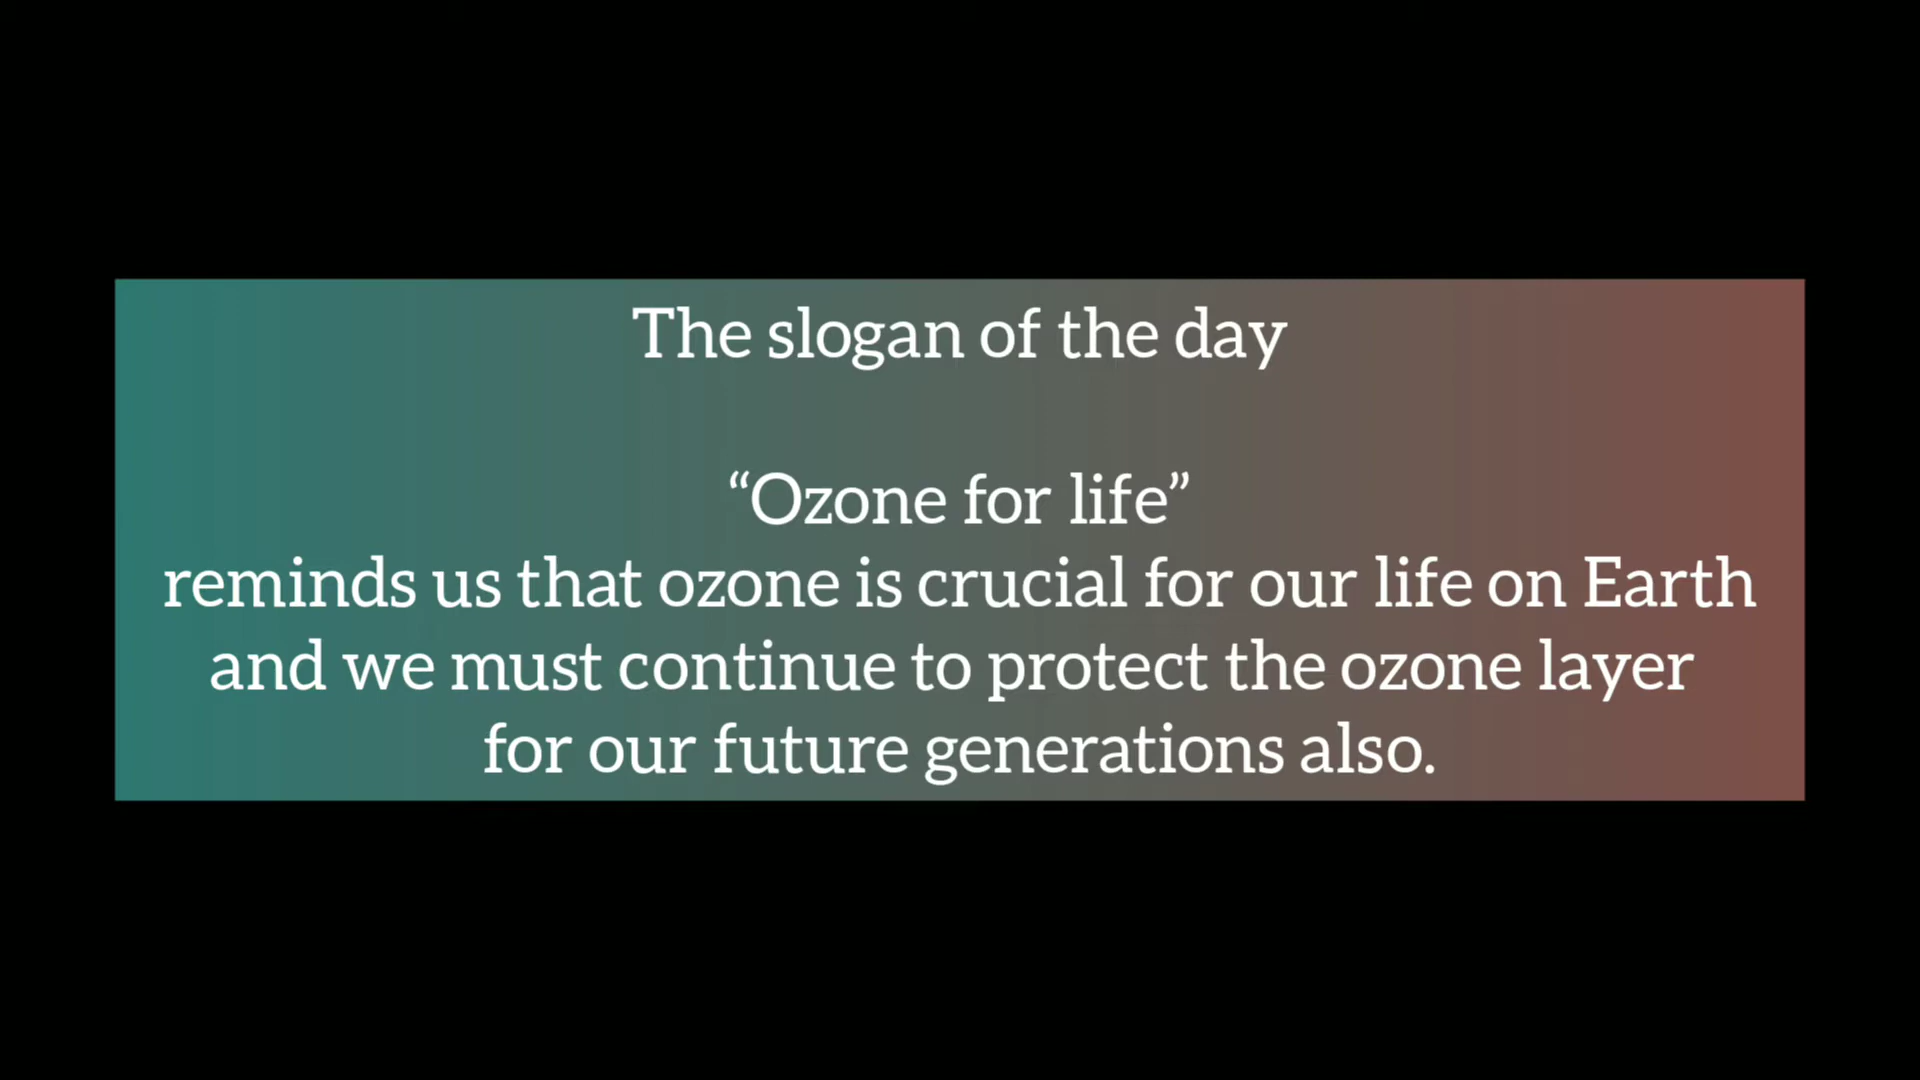 The slogan of the day
“Ozone for life”
reminds us that ozone is crucial for our life on Earth
and we must continue to protect the ozone layer
for our future generations also.